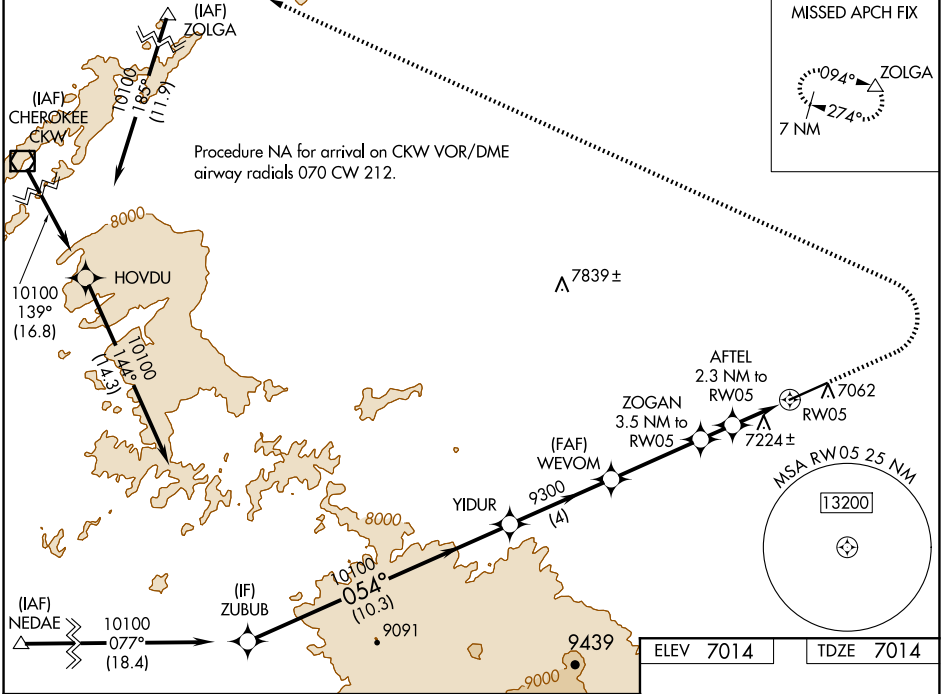 (IAF)
ZOLGA
10100
185°
(11.9)
(IAF)
CHEROKEE
CKW
Procedure NA for arrival on CKW VOR/DME
airway radials 070 CW 212.
MISSED APCH FIX
094°
ZOLGA
274°
7 NM
8000
HOVDU
10100
139°
(16.8)
10100
144°
(14.3)
7839±
AFTEL
2.3 NM to
RW05
ZOGAN
3.5 NM to
RW05
7062
RW05
7224±
(FAF)
WEVOM
MSA RW05 25 NM
13200
YIDUR
9300
(4)
8000
10100
054°
(10.3)
(IF)
ZUBUB
(IAF)
NEDAE
10100
077°
(18.4)
9091
9439
9000
ELEV 7014
TDZE 7014